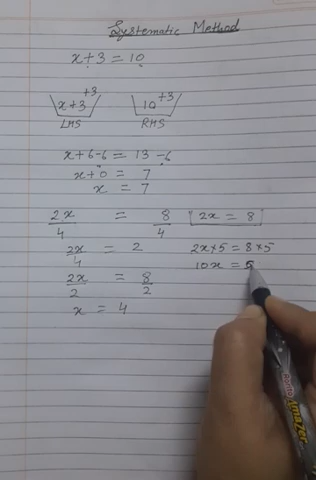 Systematic Method
x+3 = 10
x+3 +3 10 +3
LHS RHS
x+6-6 = 13 -6
x+0 = 7
x = 7
2x/4 = 8/4 2x = 8
2x/4 = 2 2x×5 = 8×5
2x/2 = 8/2 10x =
x = 4
AmaZer